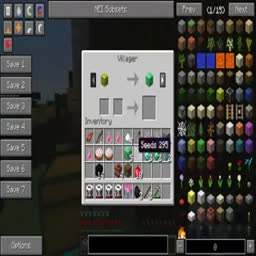 NEI Subsets
Prev (1/15) Next
Villager
Save 1
Save 2
Save 3
Save 4
Save 5
Save 6
Save 7
Inventory
Seeds 295
Options
0